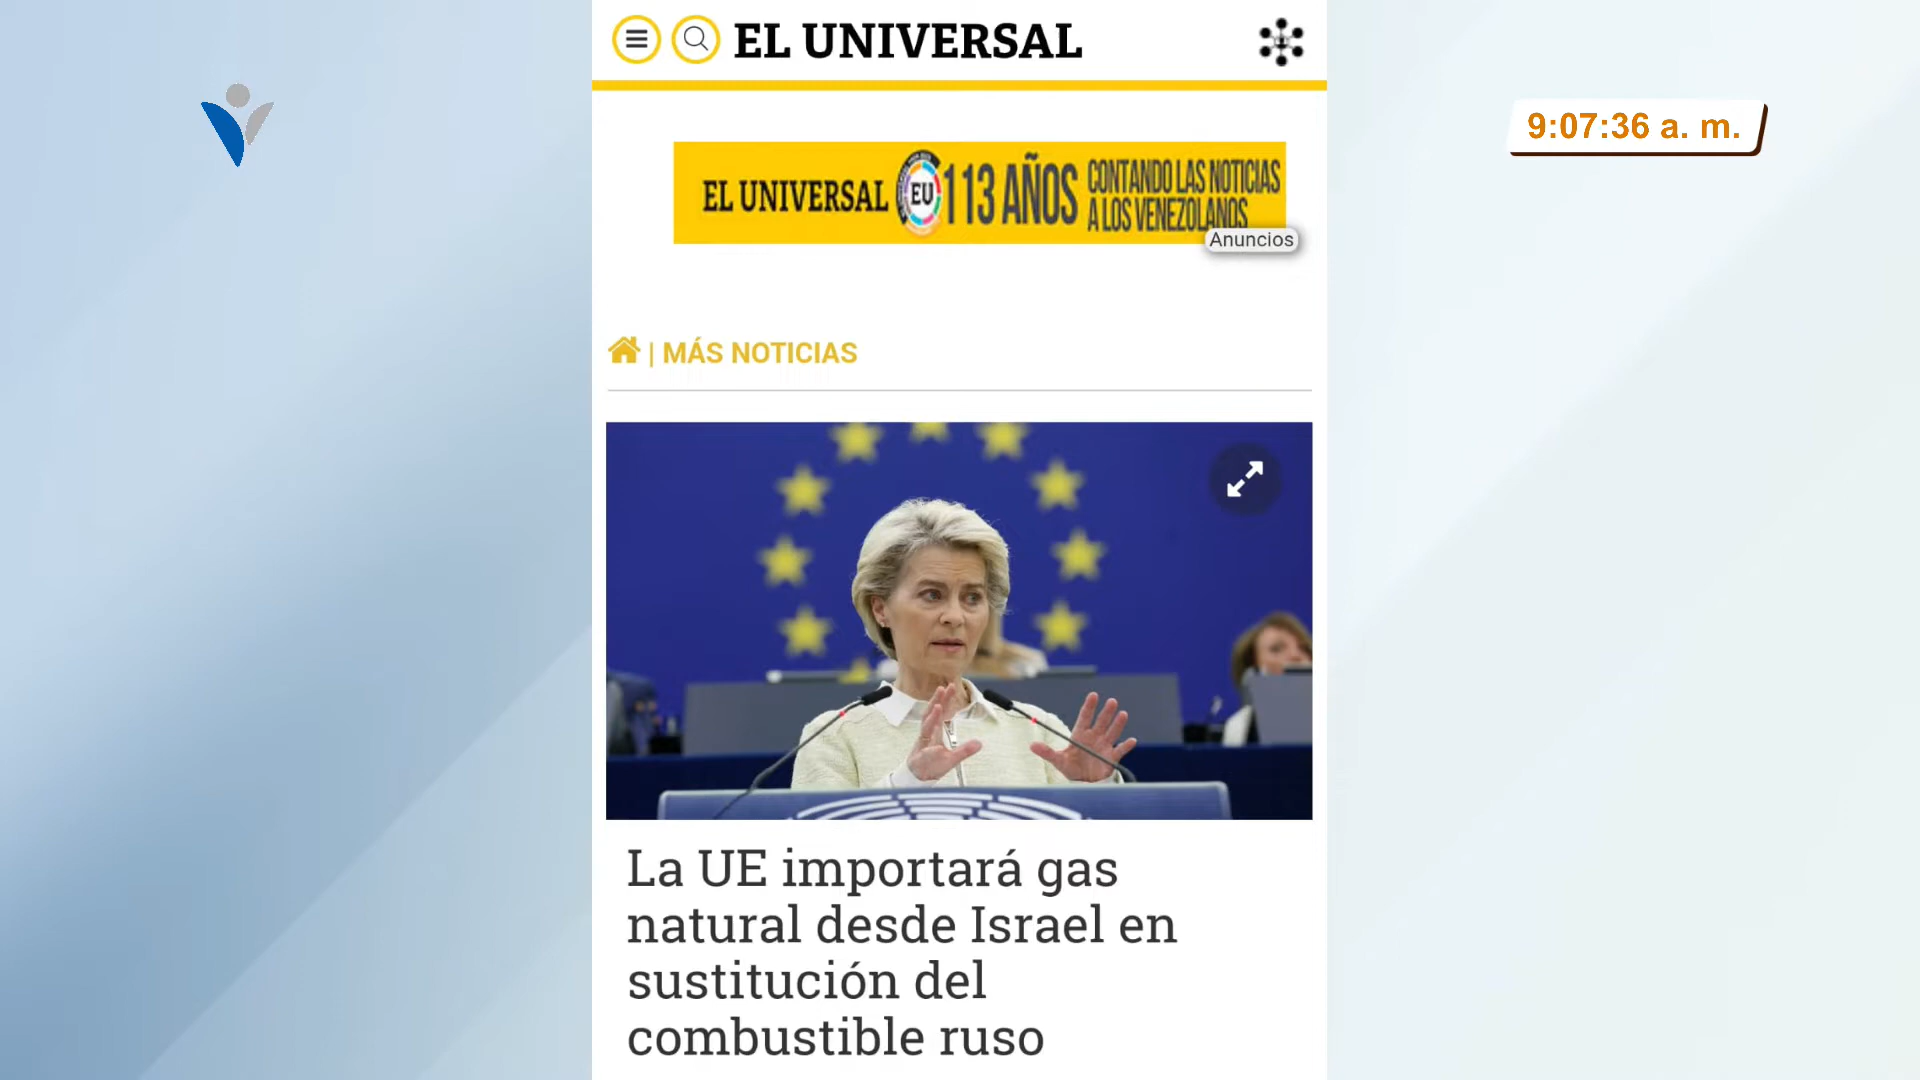 EL UNIVERSAL
9:07:36 a. m.
EL UNIVERSAL EU 113 AÑOS CONTANDO LAS NOTICIAS
A LOS VENEZOLANOS
Anuncios
| MÁS NOTICIAS
La UE importará gas
natural desde Israel en
sustitución del
combustible ruso